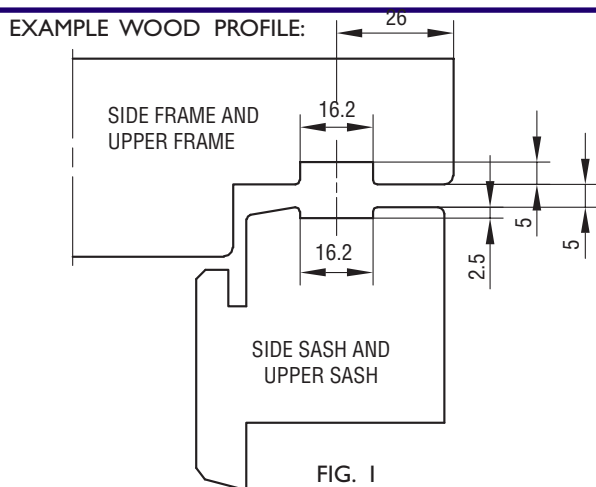 EXAMPLE WOOD PROFILE:
26
SIDE FRAME AND
UPPER FRAME
16.2
5
5
2.5
16.2
SIDE SASH AND
UPPER SASH
FIG. 1